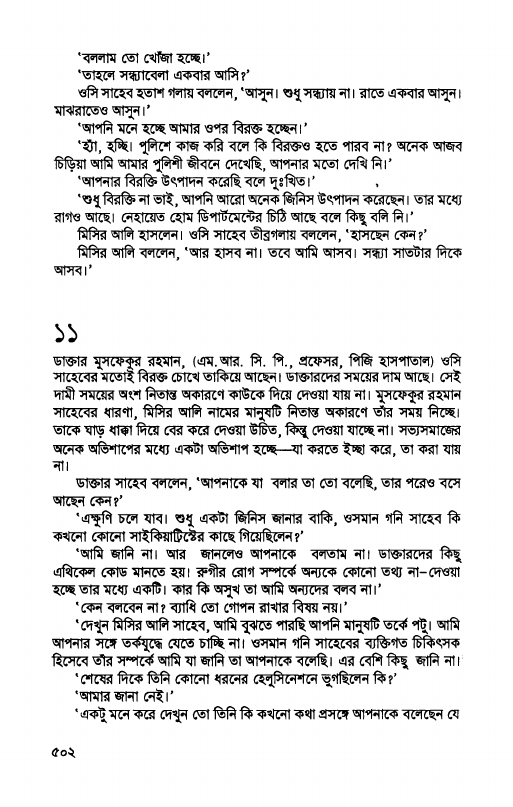 ‘বললাম তো খোঁজা হচ্ছে।’
‘তাহলে সন্ধ্যাবেলা একবার আসি?’
ওসি সাহেব হতাশ গলায় বললেন, ‘আসুন। শুধু সন্ধ্যায় না। রাতে একবার আসুন।
মাঝরাতেও আসুন।’
‘আপনি মনে হচ্ছে আমার ওপর বিরক্ত হচ্ছেন।’
‘হ্যাঁ, হচ্ছি। পুলিশে কাজ করি বলে কি বিরক্তও হতে পারব না? অনেক আজব
চিড়িয়া আমি আমার পুলিশী জীবনে দেখেছি, আপনার মতো দেখি নি।’
‘আপনার বিরক্তি উৎপাদন করেছি বলে দুঃখিত।’
‘শুধু বিরক্তি না ভাই, আপনি আরো অনেক জিনিস উৎপাদন করেছেন। তার মধ্যে
রাগও আছে। নেহায়েত হোম ডিপার্টমেন্টের চিঠি আছে বলে কিছু বলি নি।’
মিসির আলি হাসলেন। ওসি সাহেব তীব্রগলায় বললেন, ‘হাসছেন কেন?’
মিসির আলি বললেন, ‘আর হাসব না। তবে আমি আসব। সন্ধ্যা সাতটার দিকে
আসব।’
১১
ডাক্তার মুসফেকুর রহমান, (এম.আর. সি. পি., প্রফেসর, পিজি হাসপাতাল) ওসি
সাহেবের মতোই বিরক্ত চোখে তাকিয়ে আছেন। ডাক্তারদের সময়ের দাম আছে। সেই
দামী সময়ের অংশ নিতান্ত অকারণে কাউকে দিয়ে দেওয়া যায় না। মুসফেকুর রহমান
সাহেবের ধারণা, মিসির আলি নামের মানুষটি নিতান্ত অকারণে তাঁর সময় নিচ্ছে।
তাকে ঘাড় ধাক্কা দিয়ে বের করে দেওয়া উচিত, কিন্তু দেওয়া যাচ্ছে না। সভ্যসমাজের
অনেক অভিশাপের মধ্যে একটা অভিশাপ হচ্ছে—যা করতে ইচ্ছা করে, তা করা যায়
না।
ডাক্তার সাহেব বললেন, ‘আপনাকে যা বলার তা তো বলেছি, তার পরেও বসে
আছেন কেন?’
‘এক্ষুণি চলে যাব। শুধু একটা জিনিস জানার বাকি, ওসমান গনি সাহেব কি
কখনো কোনো সাইকিয়াট্রিস্টের কাছে গিয়েছিলেন?’
‘আমি জানি না। আর জানলেও আপনাকে বলতাম না। ডাক্তারদের কিছু
এথিকেল কোড মানতে হয়। রুগীর রোগ সম্পর্কে অন্যকে কোনো তথ্য না-দেওয়া
হচ্ছে তার মধ্যে একটি। কার কি অসুখ তা আমি অন্যদের বলব না।’
‘কেন বলবেন না? ব্যাধি তো গোপন রাখার বিষয় নয়।’
‘দেখুন মিসির আলি সাহেব, আমি বুঝতে পারছি আপনি মানুষটি তর্কে পটু। আমি
আপনার সঙ্গে তর্কযুদ্ধে যেতে চাচ্ছি না। ওসমান গনি সাহেবের ব্যক্তিগত চিকিৎসক
হিসেবে তাঁর সম্পর্কে আমি যা জানি তা আপনাকে বলেছি। এর বেশি কিছু জানি না।’
‘শেষের দিকে তিনি কোনো ধরনের হেলুসিনেশনে ভুগছিলেন কি?’
‘আমার জানা নেই।’
‘একটু মনে করে দেখুন তো তিনি কি কখনো কথা প্রসঙ্গে আপনাকে বলেছেন যে
৫০২